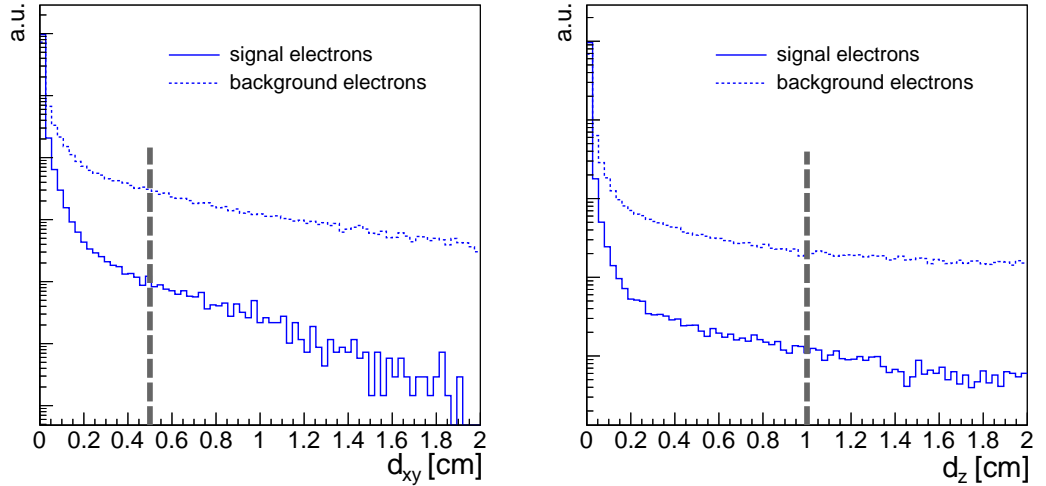 a.u.
signal electrons
background electrons
0 0.2 0.4 0.6 0.8 1 1.2 1.4 1.6 1.8 2
d_xy [cm]
a.u.
signal electrons
background electrons
0 0.2 0.4 0.6 0.8 1 1.2 1.4 1.6 1.8 2
d_z [cm]